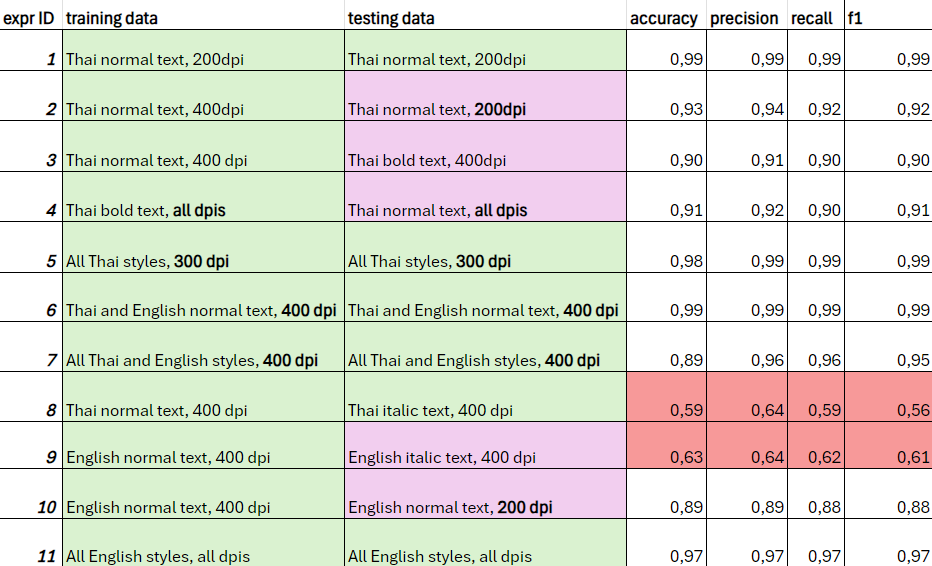 expr ID training data testing data accuracy precision recall f1
1 Thai normal text, 200dpi Thai normal text, 200dpi 0,99 0,99 0,99 0,99
2 Thai normal text, 400dpi Thai normal text, 200dpi 0,93 0,94 0,92 0,92
3 Thai normal text, 400 dpi Thai bold text, 400dpi 0,90 0,91 0,90 0,90
4 Thai bold text, all dpis Thai normal text, all dpis 0,91 0,92 0,90 0,91
5 All Thai styles, 300 dpi All Thai styles, 300 dpi 0,98 0,99 0,99 0,99
6 Thai and English normal text, 400 dpi Thai and English normal text, 400 dpi 0,99 0,99 0,99 0,99
7 All Thai and English styles, 400 dpi All Thai and English styles, 400 dpi 0,89 0,96 0,96 0,95
8 Thai normal text, 400 dpi Thai italic text, 400 dpi 0,59 0,64 0,59 0,56
9 English normal text, 400 dpi English italic text, 400 dpi 0,63 0,64 0,62 0,61
10 English normal text, 400 dpi English normal text, 200 dpi 0,89 0,89 0,88 0,88
11 All English styles, all dpis All English styles, all dpis 0,97 0,97 0,97 0,97